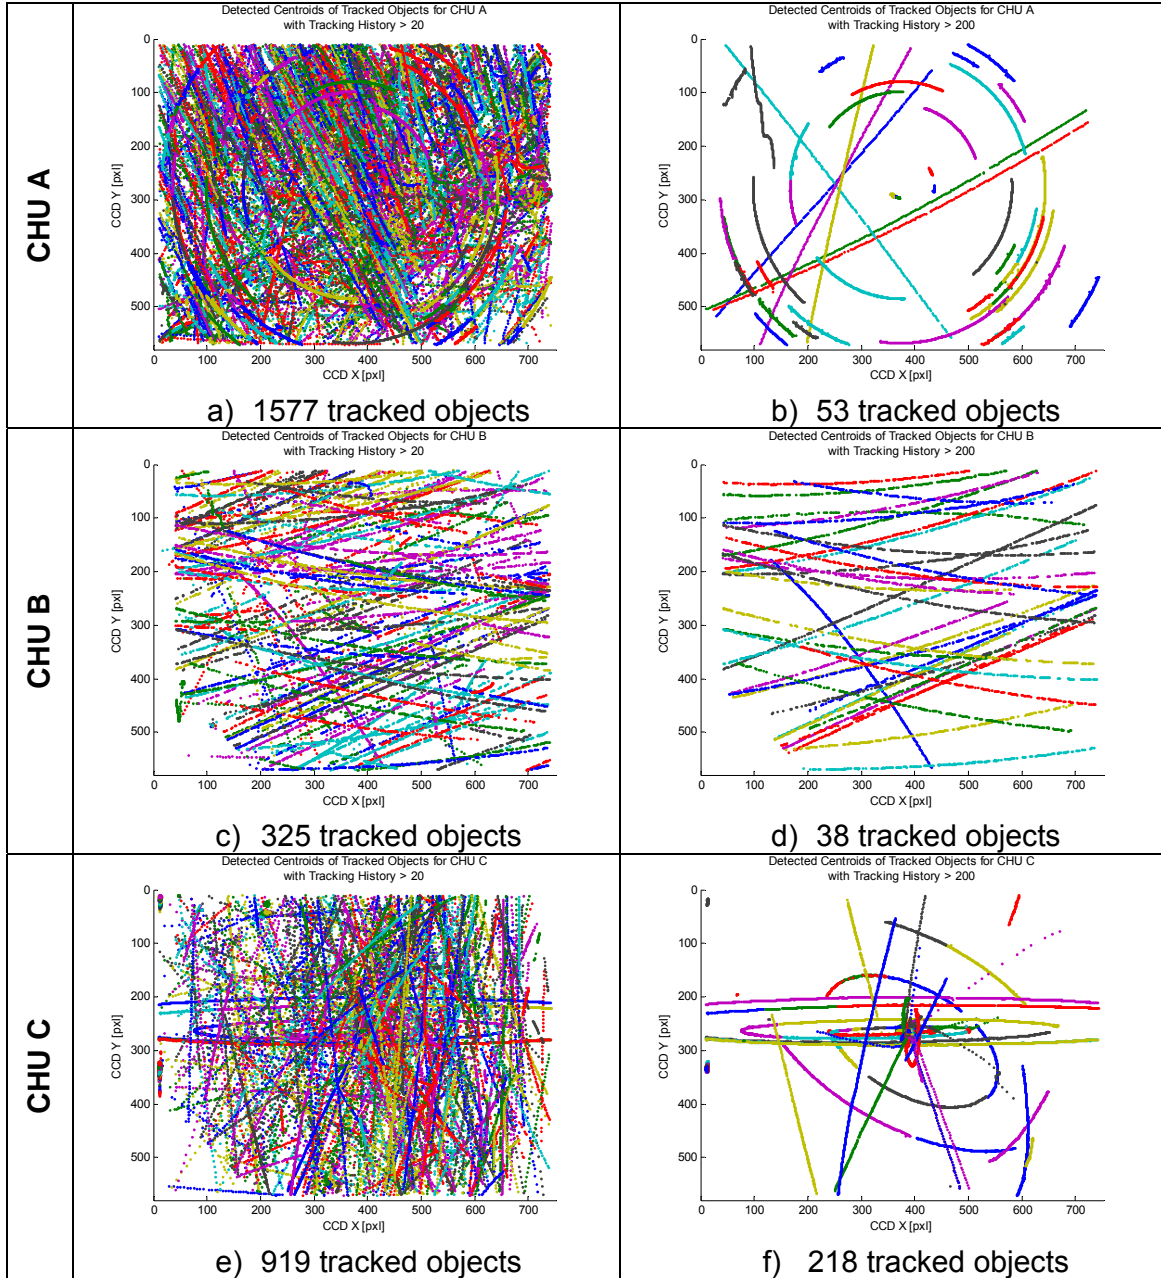 CHU A
Detected Centroids of Tracked Objects for CHU A
with Tracking History > 20
0
100
200
300
400
500
CCD Y [pxl]
0 100 200 300 400 500 600 700
CCD X [pxl]
a) 1577 tracked objects
Detected Centroids of Tracked Objects for CHU A
with Tracking History > 200
0
100
200
300
400
500
CCD Y [pxl]
0 100 200 300 400 500 600 700
CCD X [pxl]
b) 53 tracked objects
CHU B
Detected Centroids of Tracked Objects for CHU B
with Tracking History > 20
0
100
200
300
400
500
CCD Y [pxl]
0 100 200 300 400 500 600 700
CCD X [pxl]
c) 325 tracked objects
Detected Centroids of Tracked Objects for CHU B
with Tracking History > 200
0
100
200
300
400
500
CCD Y [pxl]
0 100 200 300 400 500 600 700
CCD X [pxl]
d) 38 tracked objects
CHU C
Detected Centroids of Tracked Objects for CHU C
with Tracking History > 20
0
100
200
300
400
500
CCD Y [pxl]
0 100 200 300 400 500 600 700
CCD X [pxl]
e) 919 tracked objects
Detected Centroids of Tracked Objects for CHU C
with Tracking History > 200
0
100
200
300
400
500
CCD Y [pxl]
0 100 200 300 400 500 600 700
CCD X [pxl]
f) 218 tracked objects